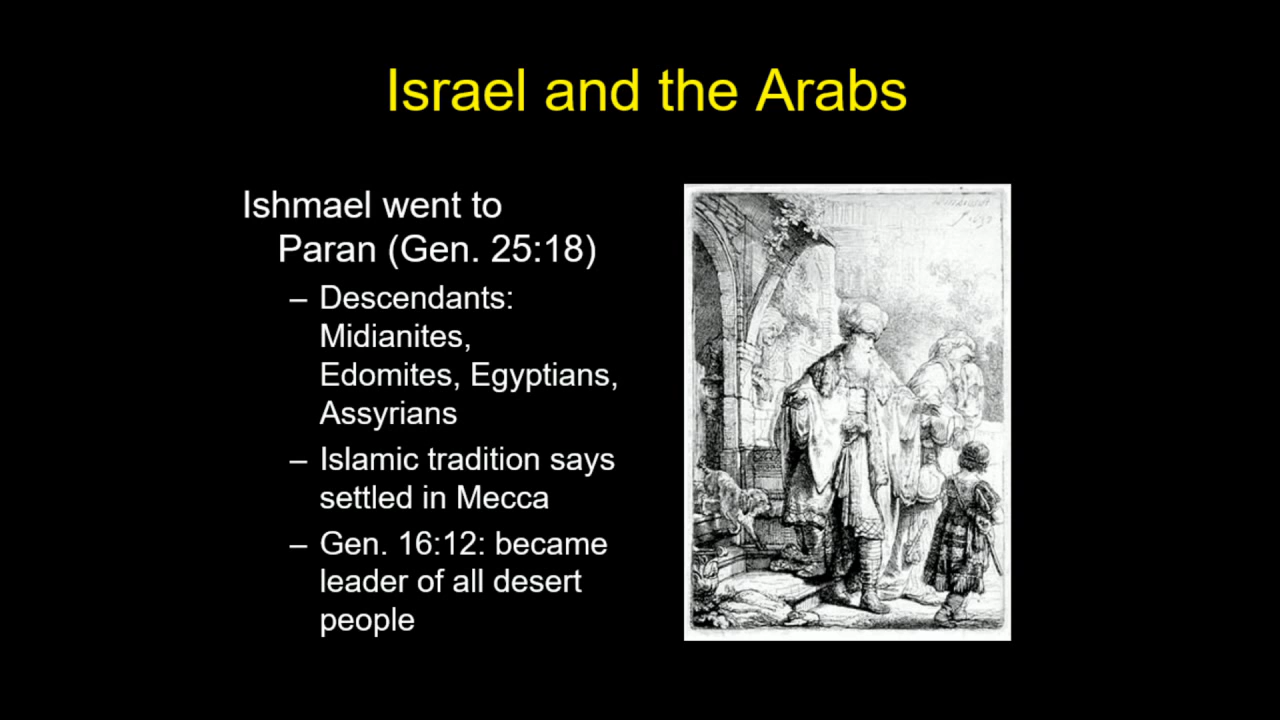 Israel and the Arabs
Ishmael went to
Paran (Gen. 25:18)
– Descendants:
Midianites,
Edomites, Egyptians,
Assyrians
– Islamic tradition says
settled in Mecca
– Gen. 16:12: became
leader of all desert
people